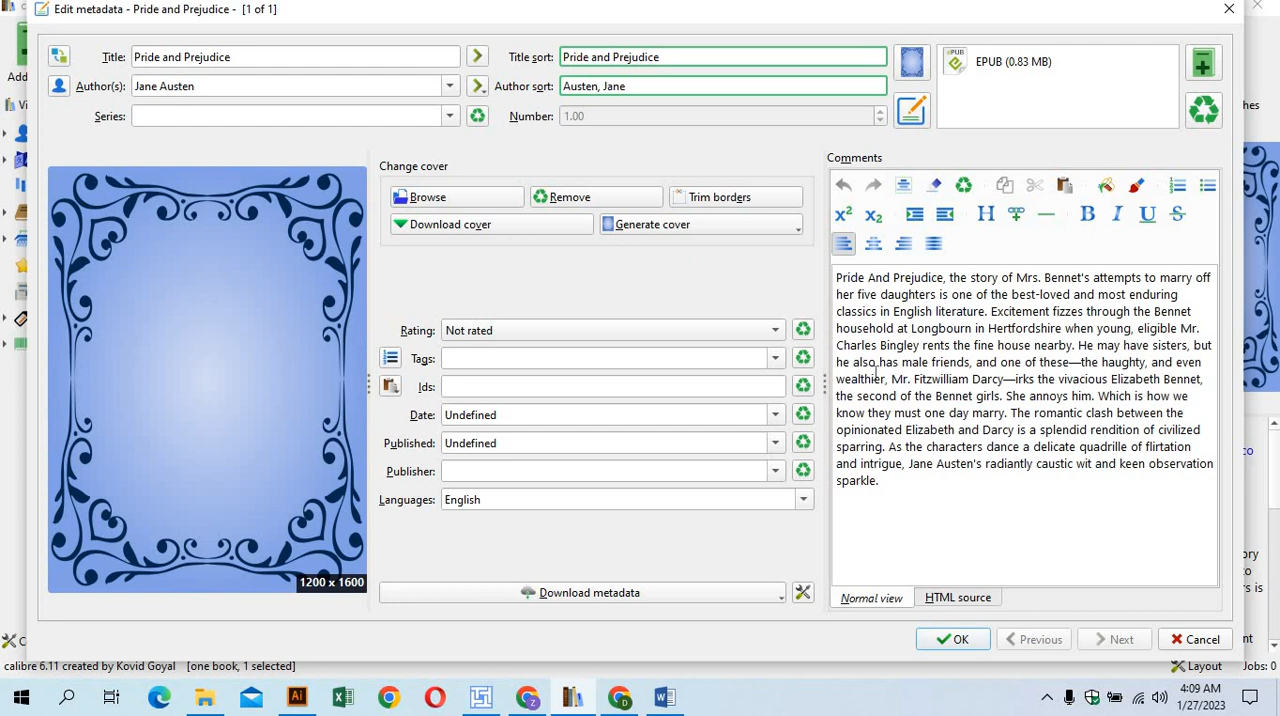 Edit metadata - Pride and Prejudice - [1 of 1]
Title: Pride and Prejudice
Title sort: Pride and Prejudice
EPUB EPUB (0.83 MB)
Author(s): Jane Austen
Author sort: Austen, Jane
Series:
Number: 1.00
Add
Vi
hes
Change cover
Browse
Remove
Trim borders
Download cover
Generate cover
1200 x 1600
Rating: Not rated
Tags:
Ids:
Date: Undefined
Published: Undefined
Publisher:
Languages: English
Download metadata
Comments
Pride And Prejudice, the story of Mrs. Bennet's attempts to marry off
her five daughters is one of the best-loved and most enduring
classics in English literature. Excitement fizzes through the Bennet
household at Longbourn in Hertfordshire when young, eligible Mr.
Charles Bingley rents the fine house nearby. He may have sisters, but
he also has male friends, and one of these—the haughty, and even
wealthier, Mr. Fitzwilliam Darcy—irks the vivacious Elizabeth Bennet,
the second of the Bennet girls. She annoys him. Which is how we
know they must one day marry. The romantic clash between the
opinionated Elizabeth and Darcy is a splendid rendition of civilized
sparring. As the characters dance a delicate quadrille of flirtation
and intrigue, Jane Austen's radiantly caustic wit and keen observation
sparkle.
Normal view
HTML source
OK
Previous
Next
Cancel
calibre 6.11 created by Kovid Goyal [one book, 1 selected]
Layout
Jobs: 0
4:09 AM
1/27/2023